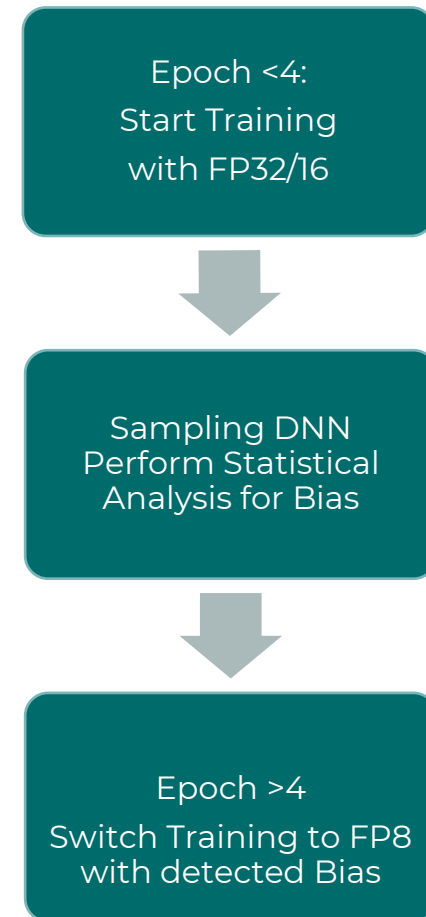 Epoch <4:
Start Training
with FP32/16
Sampling DNN
Perform Statistical
Analysis for Bias
Epoch >4
Switch Training to FP8
with detected Bias